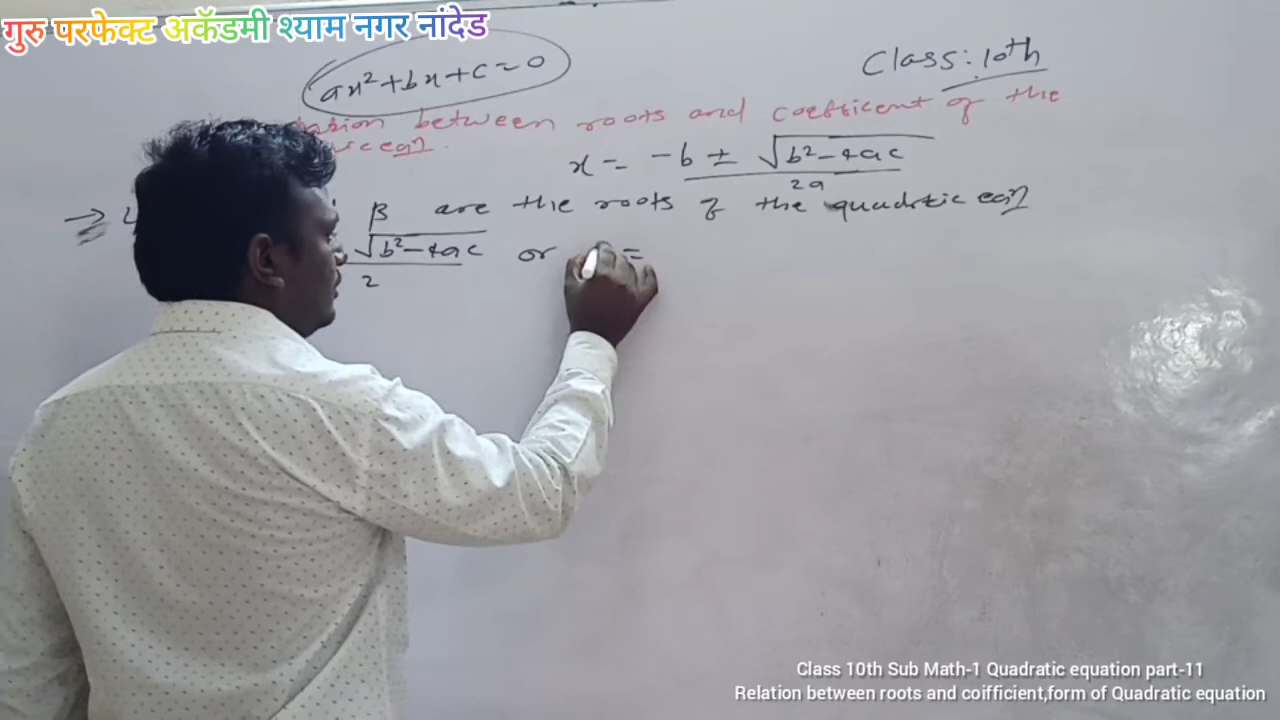 गुरु परफेक्ट अकॅडमी श्याम नगर नांदेड
ax²+bx+c=0
Class:10th
between roots and coefficient of the
eqn.
x = -b ± √b²-4ac
2a
β are the roots of the quadratic eqn
√b²-4ac or =
2
Class 10th Sub Math-1 Quadratic equation part-11
Relation between roots and coifficient,form of Quadratic equation